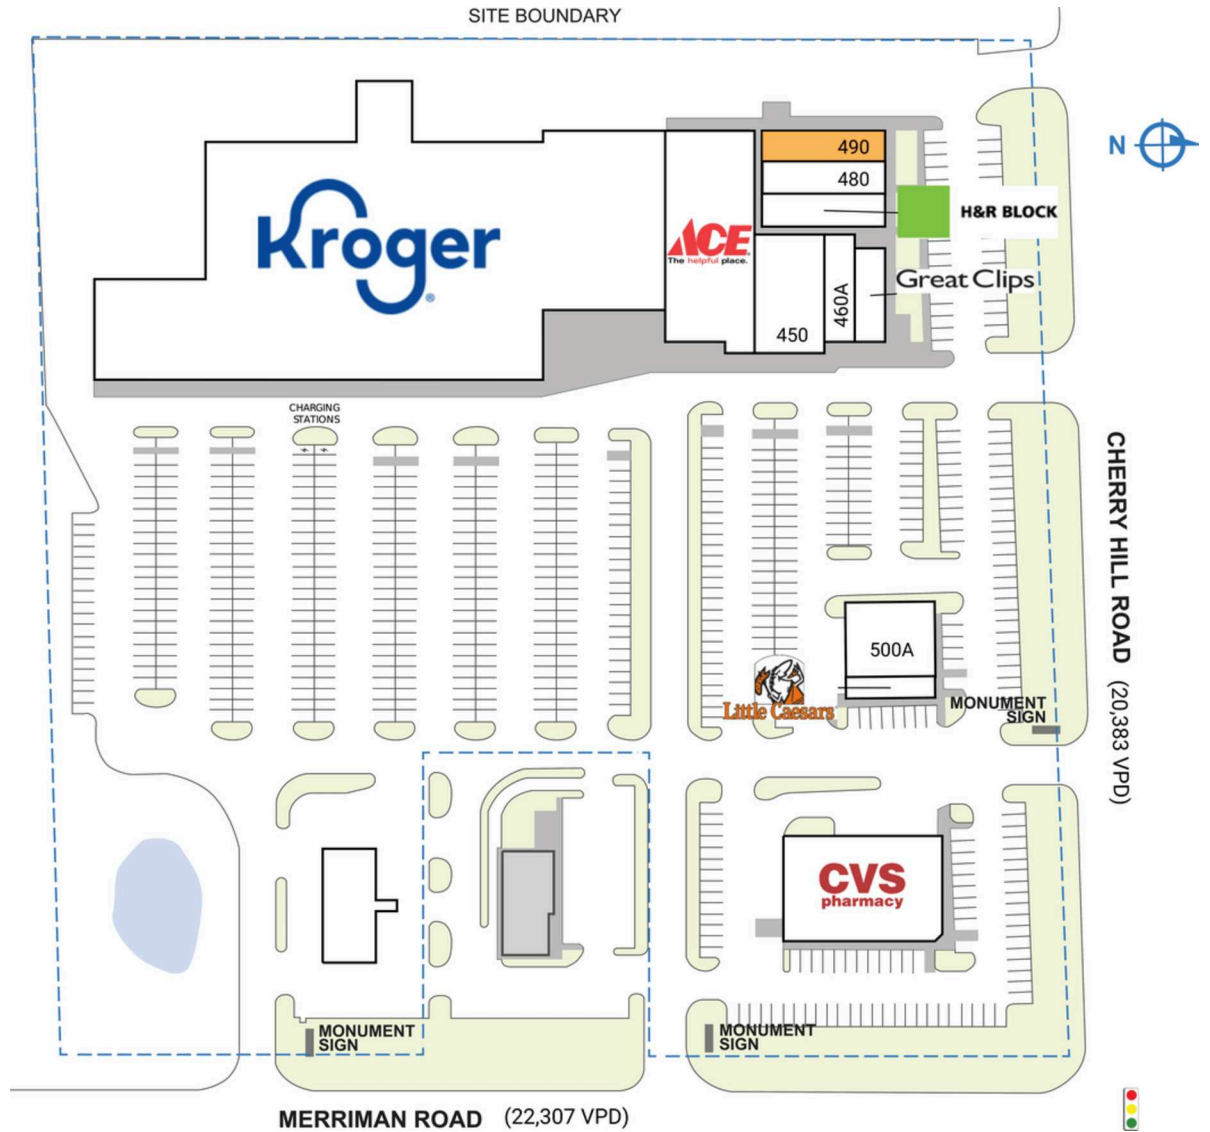 SITE BOUNDARY
N
490
480
H&R BLOCK
Kroger
®
ACE
The helpful place.
Great Clips
460A
450
CHARGING
STATIONS
CHERRY HILL ROAD (20,383 VPD)
500A
Little Caesars
MONUMENT
SIGN
CVS
pharmacy
MONUMENT
SIGN
MONUMENT
SIGN
MERRIMAN ROAD (22,307 VPD)